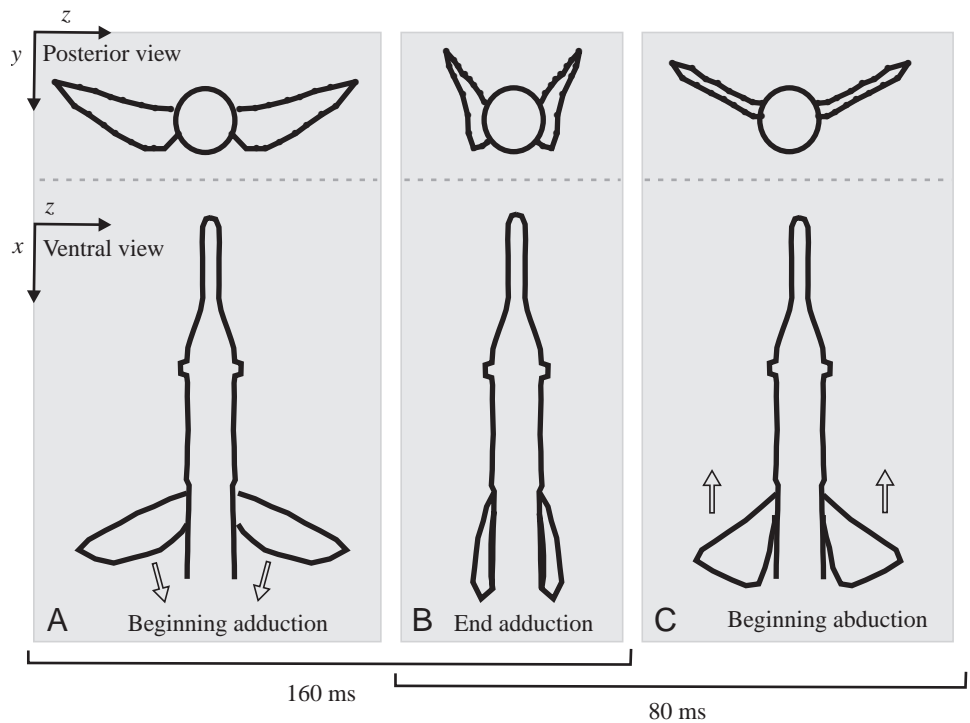 z
y
Posterior view
z
x
Ventral view
A
Beginning adduction
B
End adduction
C
Beginning abduction
160 ms
80 ms